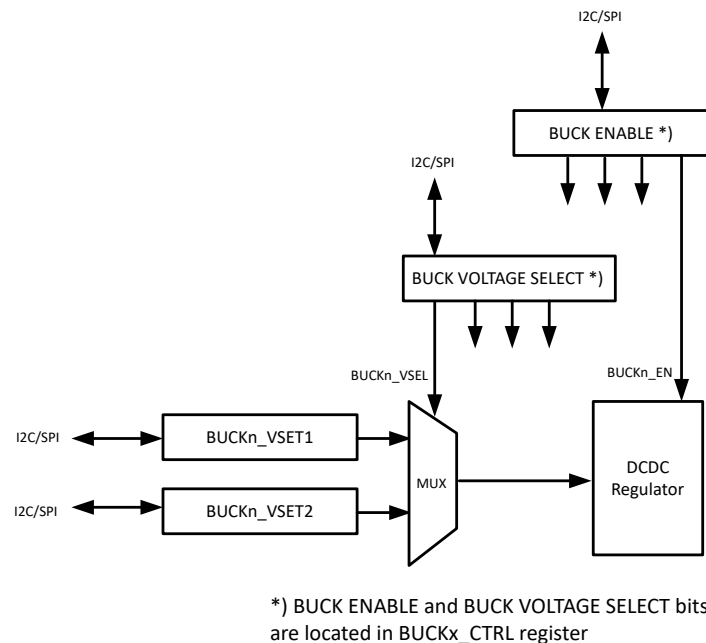 I2C/SPI
BUCK ENABLE *)
I2C/SPI
BUCK VOLTAGE SELECT *)
BUCKn_VSEL
BUCKn_EN
I2C/SPI
BUCKn_VSET1
MUX
DCDC
Regulator
I2C/SPI
BUCKn_VSET2
*) BUCK ENABLE and BUCK VOLTAGE SELECT bits
are located in BUCKx_CTRL register